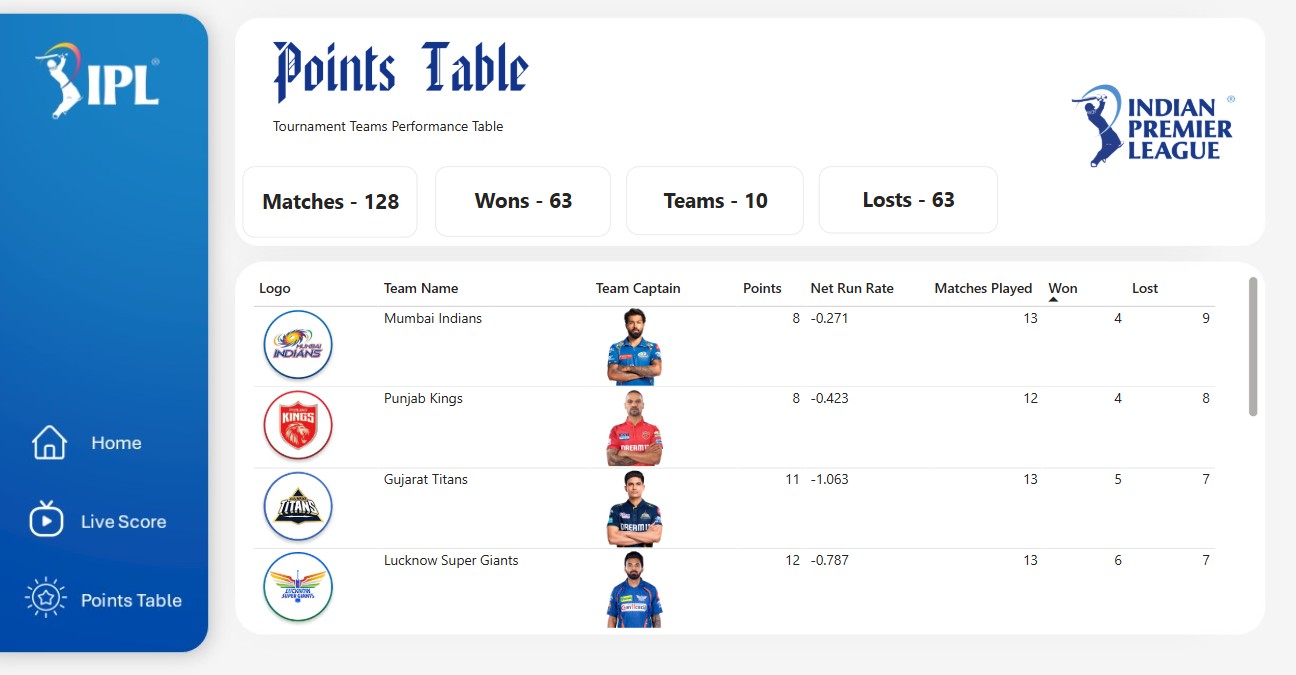 IPL®
Points Table
Tournament Teams Performance Table
INDIAN ®
PREMIER
LEAGUE
Matches - 128
Wons - 63
Teams - 10
Losts - 63
Logo Team Name Team Captain Points Net Run Rate Matches Played Won Lost
MUMBAI
INDIANS
Mumbai Indians 8 -0.271 13 4 9
PUNJAB
KINGS
Punjab Kings 8 -0.423 12 4 8
DREAM11
TITANS
Gujarat Titans 11 -1.063 13 5 7
DREAM11
LUCKNOW
SUPER GIANTS
Lucknow Super Giants 12 -0.787 13 6 7
Home
Live Score
Points Table